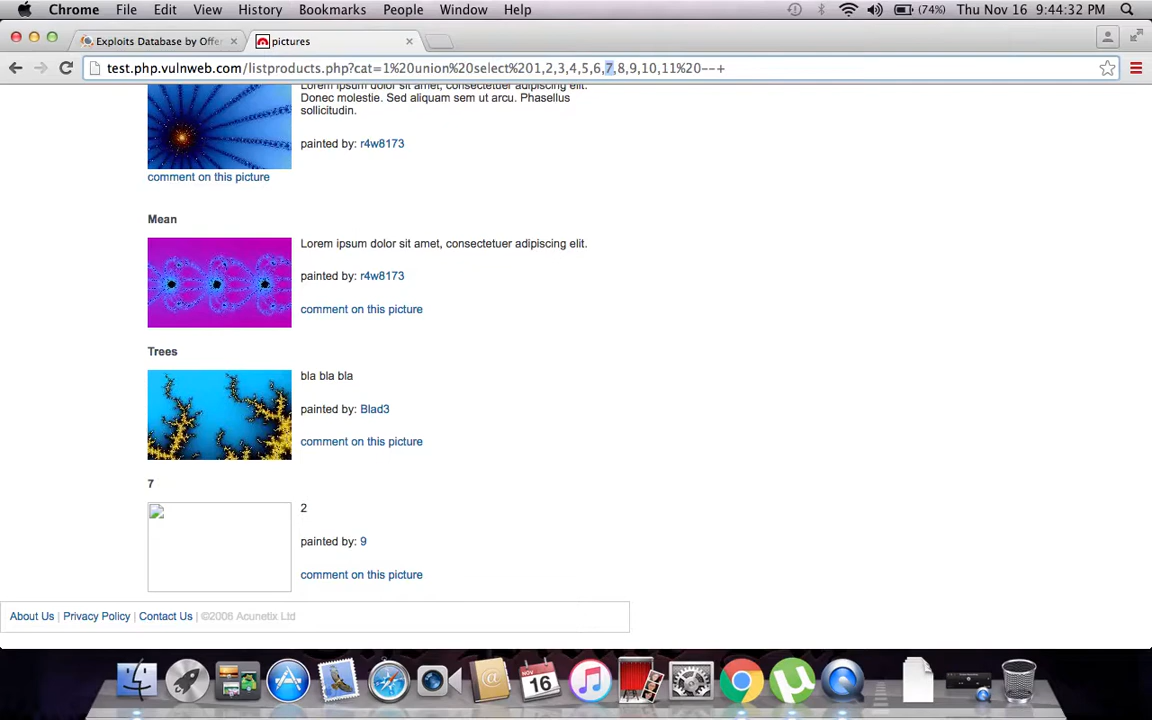 Chrome File Edit View History Bookmarks People Window Help (74%) Thu Nov 16 9:44:32 PM
Exploits Database by Offer pictures
test.php.vulnweb.com/listproducts.php?cat=1%20union%20select%201,2,3,4,5,6,7,8,9,10,11%20--+
Lorem ipsum dolor sit amet, consectetuer adipiscing elit.
Donec molestie. Sed aliquam sem ut arcu. Phasellus
sollicitudin.
painted by: r4w8173
comment on this picture
Mean
Lorem ipsum dolor sit amet, consectetuer adipiscing elit.
painted by: r4w8173
comment on this picture
Trees
bla bla bla
painted by: Blad3
comment on this picture
7
2
painted by: 9
comment on this picture
About Us | Privacy Policy | Contact Us | ©2006 Acunetix Ltd
NOV
16